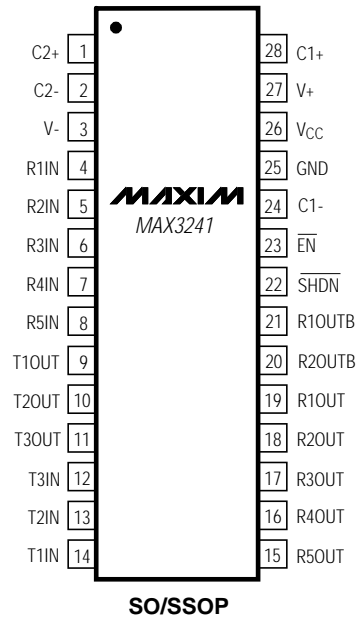 C2+ 1 28 C1+
C2- 2 27 V+
V- 3 26 VCC
R1IN 4 25 GND
R2IN 5 MAXIM 24 C1-
R3IN 6 MAX3241 23 EN
R4IN 7 22 SHDN
R5IN 8 21 R1OUTB
T1OUT 9 20 R2OUTB
T2OUT 10 19 R1OUT
T3OUT 11 18 R2OUT
T3IN 12 17 R3OUT
T2IN 13 16 R4OUT
T1IN 14 15 R5OUT
SO/SSOP